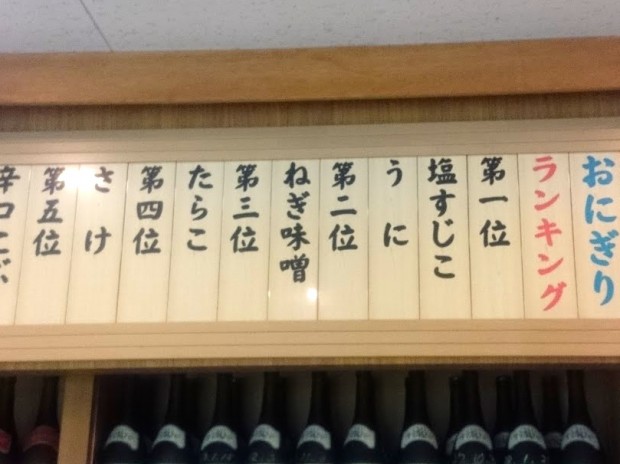 おにぎり
ランキング
第一位
塩すじこ
うに
第二位
ねぎ味噌
第三位
たらこ
第四位
さけ
第五位